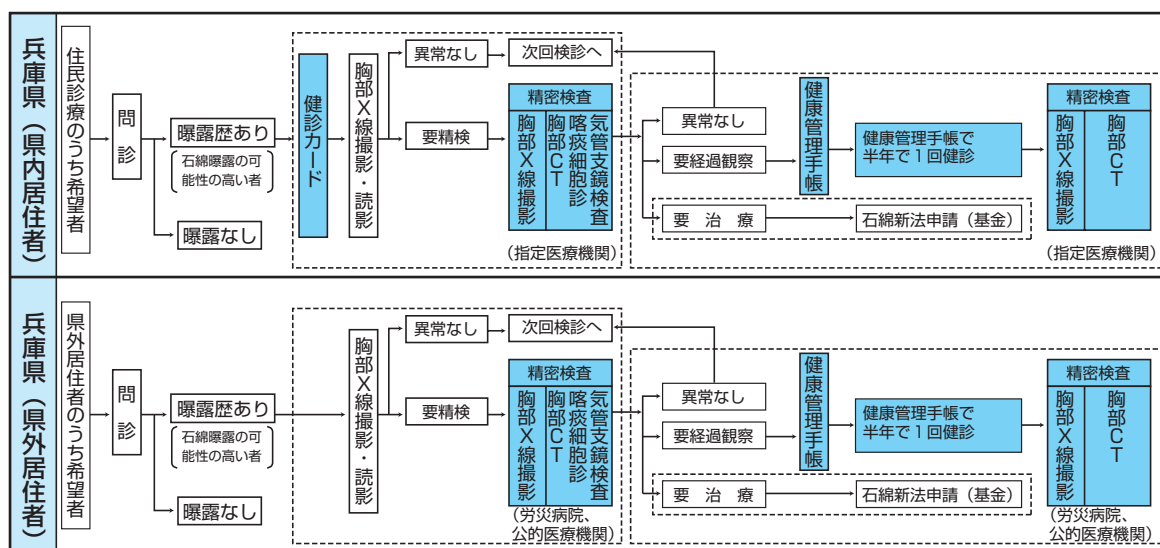 兵庫県（県内居住者）
住民診療のうち希望者
問診
曝露歴あり
石綿曝露の可
能性の高い者
曝露なし
健診カード
胸部X線撮影・読影
異常なし
次回検診へ
要精検
精密検査
胸部X線撮影
胸部CT
喀痰細胞診
気管支鏡検査
（指定医療機関）
異常なし
要経過観察
健康管理手帳
健康管理手帳で
半年で1回健診
要治療
石綿新法申請（基金）
精密検査
胸部X線撮影
胸部CT
（指定医療機関）
兵庫県（県外居住者）
県外居住者のうち希望者
問診
曝露歴あり
石綿曝露の可
能性の高い者
曝露なし
胸部X線撮影・読影
異常なし
次回検診へ
要精検
精密検査
胸部X線撮影
胸部CT
喀痰細胞診
気管支鏡検査
（労災病院、
公的医療機関）
異常なし
要経過観察
健康管理手帳
健康管理手帳で
半年で1回健診
要治療
石綿新法申請（基金）
精密検査
胸部X線撮影
胸部CT
（労災病院、
公的医療機関）